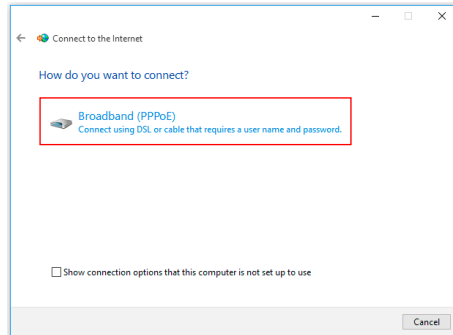 Connect to the Internet
How do you want to connect?
Broadband (PPPoE)
Connect using DSL or cable that requires a user name and password.
Show connection options that this computer is not set up to use
Cancel